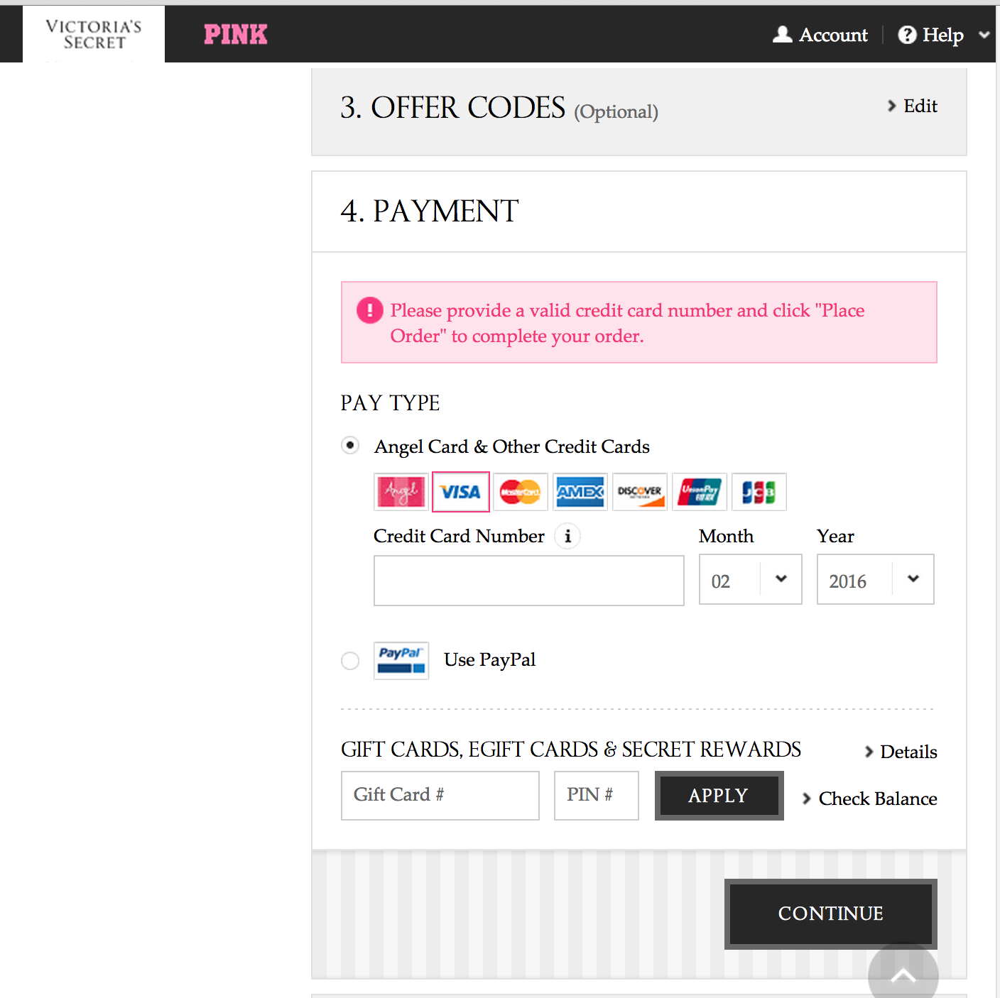 VICTORIA'S
SECRET
PINK
Account
Help
3. OFFER CODES (Optional)
Edit
4. PAYMENT
Please provide a valid credit card number and click "Place
Order" to complete your order.
PAY TYPE
Angel Card & Other Credit Cards
Angel VISA MasterCard AMEX DISCOVER NETWORK UnionPay 银联 JCB
Credit Card Number i Month Year
02 2016
PayPal Use PayPal
GIFT CARDS, EGIFT CARDS & SECRET REWARDS
Details
Gift Card # PIN # APPLY Check Balance
CONTINUE